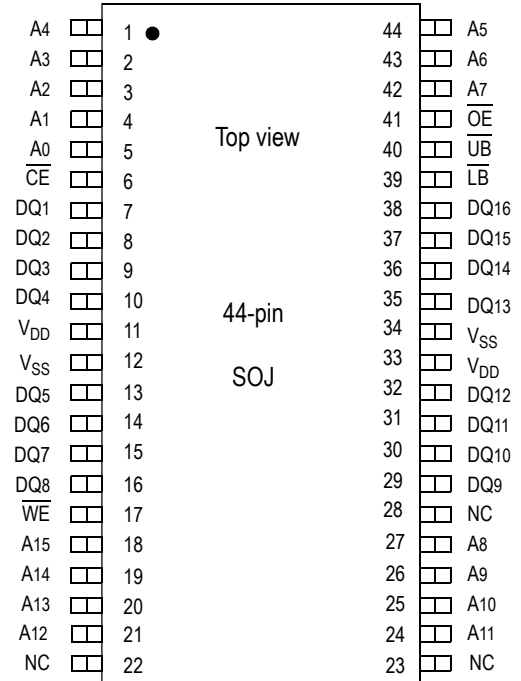 A4 1 44 A5
A3 2 43 A6
A2 3 42 A7
A1 4 41 OE
A0 5 Top view 40 UB
CE 6 39 LB
DQ1 7 38 DQ16
DQ2 8 37 DQ15
DQ3 9 36 DQ14
DQ4 10 44-pin 35 DQ13
VDD 11 34 VSS
VSS 12 SOJ 33 VDD
DQ5 13 32 DQ12
DQ6 14 31 DQ11
DQ7 15 30 DQ10
DQ8 16 29 DQ9
WE 17 28 NC
A15 18 27 A8
A14 19 26 A9
A13 20 25 A10
A12 21 24 A11
NC 22 23 NC